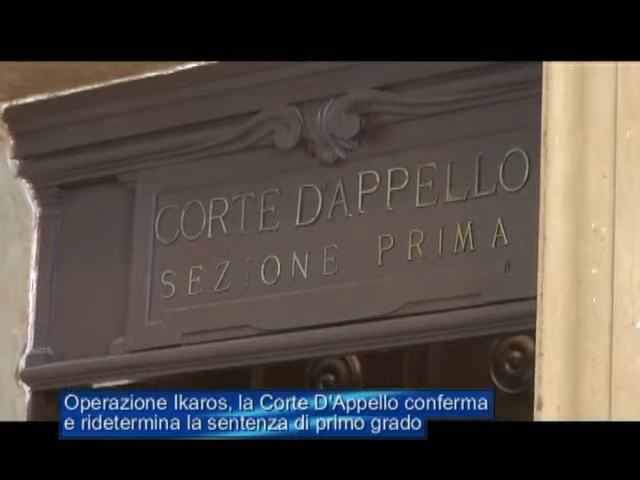 CORTE D'APPELLO
SEZIONE PRIMA
Operazione Ikaros, la Corte D'Appello conferma
e ridetermina la sentenza di primo grado